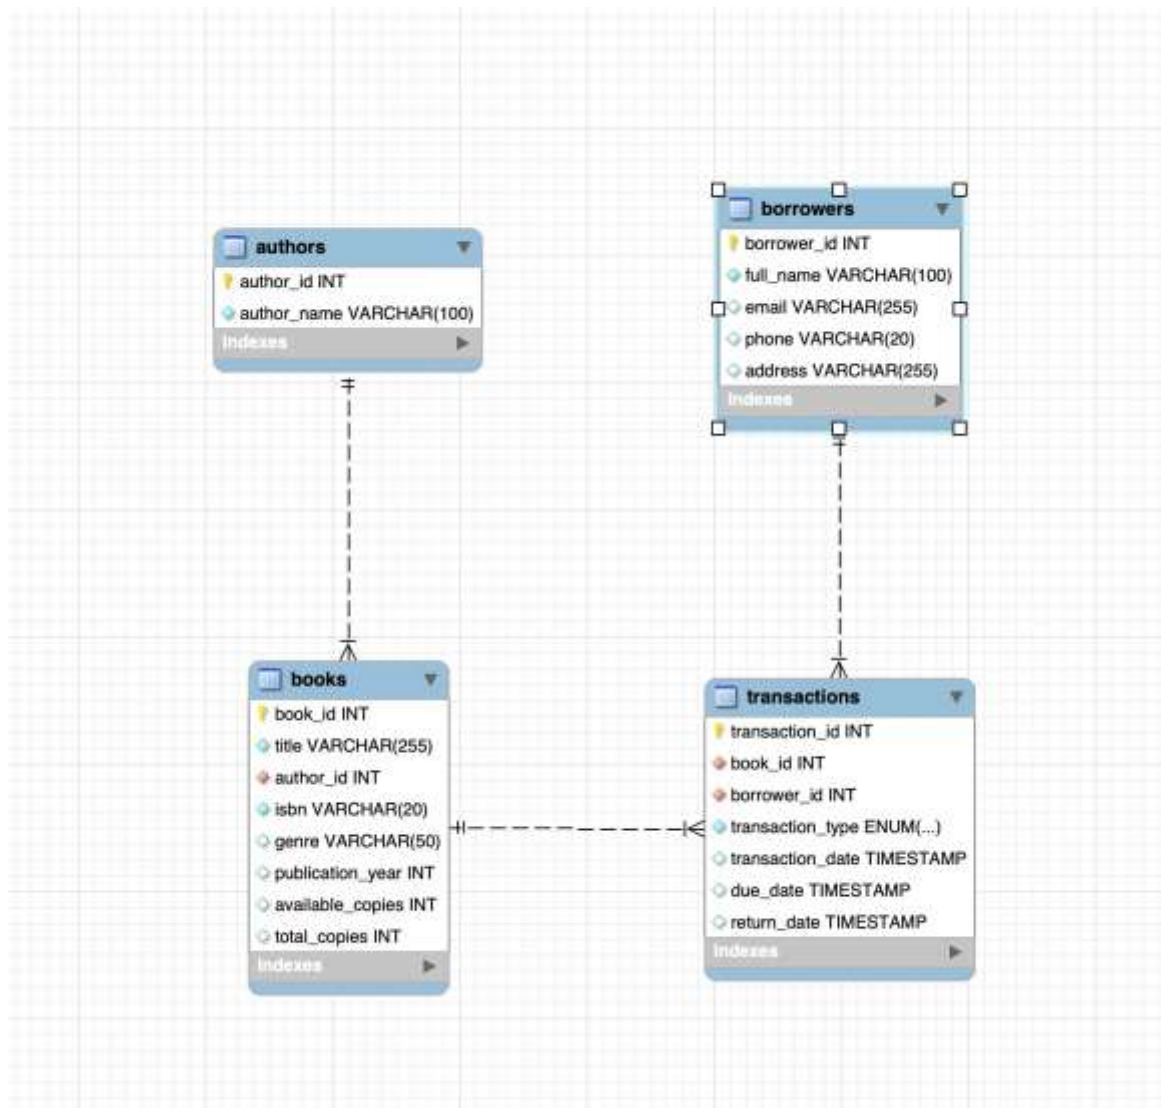 authors
author_id INT
author_name VARCHAR(100)
Indexes
borrowers
borrower_id INT
full_name VARCHAR(100)
email VARCHAR(255)
phone VARCHAR(20)
address VARCHAR(255)
Indexes
books
book_id INT
title VARCHAR(255)
author_id INT
isbn VARCHAR(20)
genre VARCHAR(50)
publication_year INT
available_copies INT
total_copies INT
Indexes
transactions
transaction_id INT
book_id INT
borrower_id INT
transaction_type ENUM(...)
transaction_date TIMESTAMP
due_date TIMESTAMP
return_date TIMESTAMP
Indexes